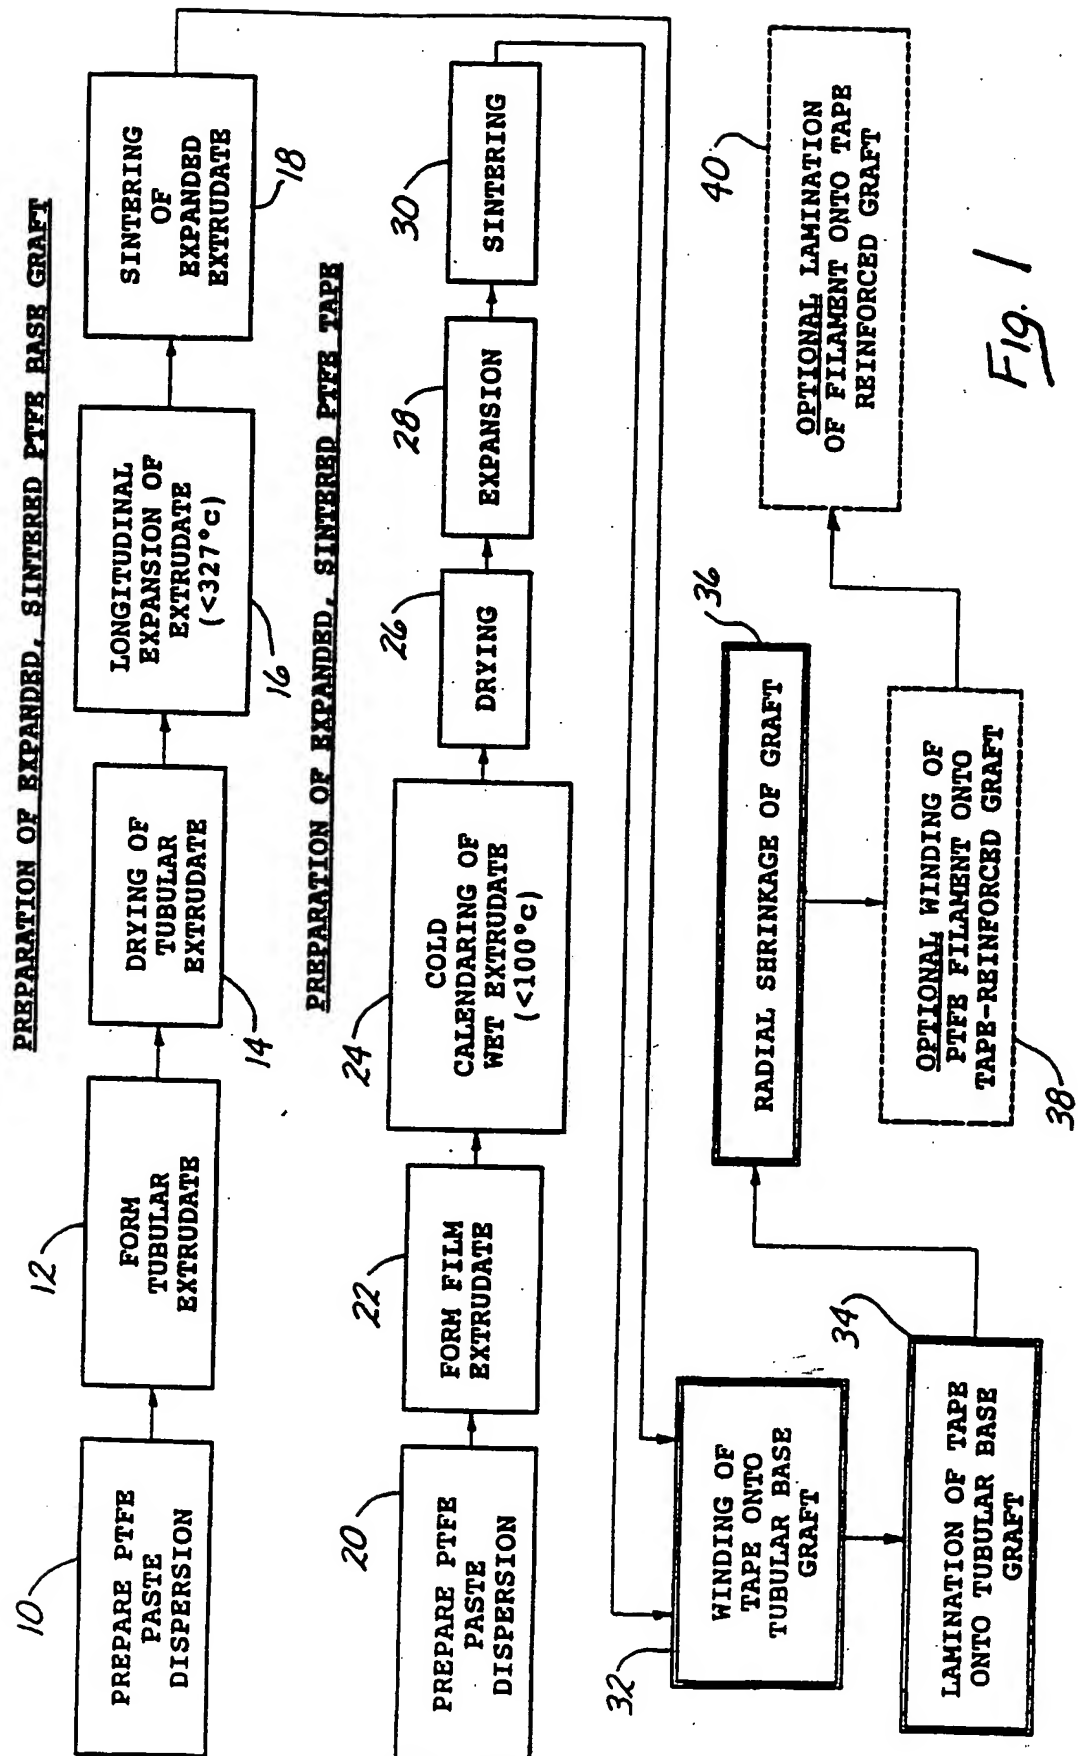 PREPARATION OF EXPANDED, SINTERED PTFE BASE GRAFT
10
PREPARE PTFE
PASTE
DISPERSION
12
FORM
TUBULAR
EXTRUDATE
14
DRYING OF
TUBULAR
EXTRUDATE
16
LONGITUDINAL
EXPANSION OF
EXTRUDATE
(<327°c)
18
SINTERING
OF
EXPANDED
EXTRUDATE
PREPARATION OF EXPANDED, SINTERED PTFE TAPE
20
PREPARE PTFE
PASTE
DISPERSION
22
FORM FILM
EXTRUDATE
24
COLD
CALENDARING OF
WET EXTRUDATE
(<100°c)
26
DRYING
28
EXPANSION
30
SINTERING
32
WINDING OF
TAPE ONTO
TUBULAR BASE
GRAFT
34
LAMINATION OF TAPE
ONTO TUBULAR BASE
GRAFT
36
RADIAL SHRINKAGE OF GRAFT
38
OPTIONAL WINDING OF
PTFE FILAMENT ONTO
TAPE-REINFORCED GRAFT
40
OPTIONAL LAMINATION
OF FILAMENT ONTO TAPE
REINFORCED GRAFT
Fig. 1